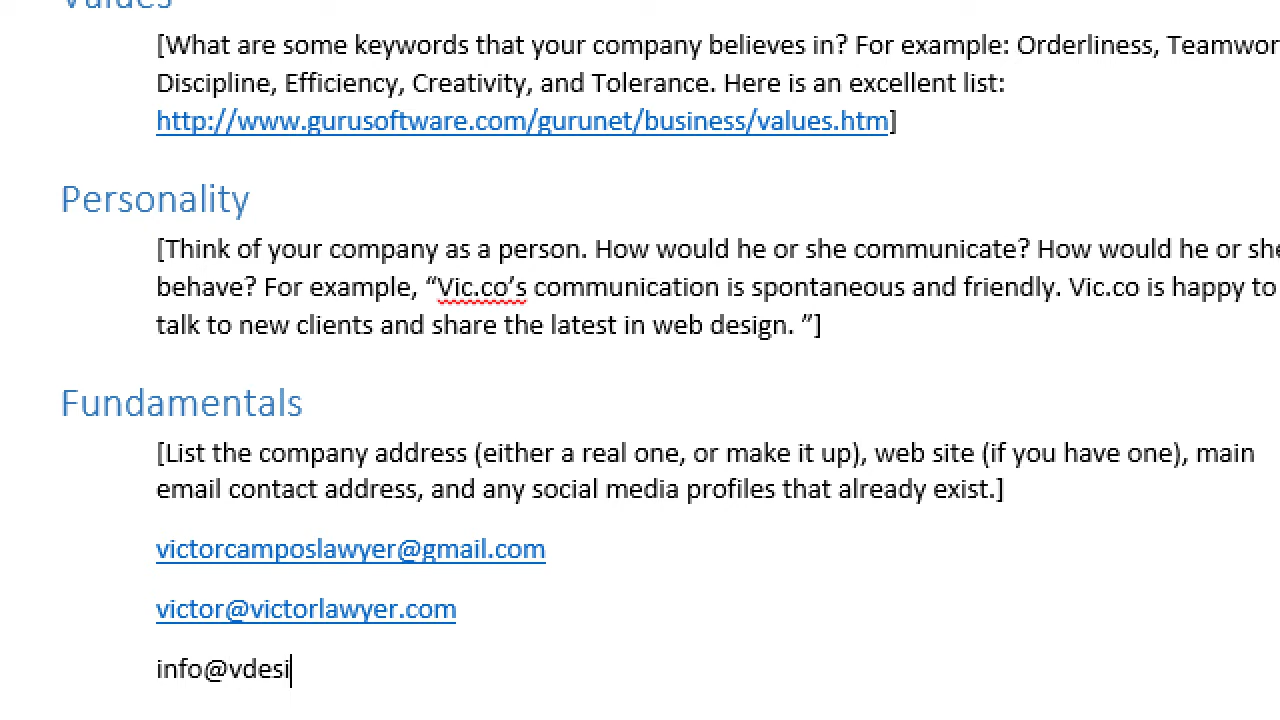 Values
[What are some keywords that your company believes in? For example: Orderliness, Teamwor
Discipline, Efficiency, Creativity, and Tolerance. Here is an excellent list:
http://www.gurusoftware.com/gurunet/business/values.htm]
Personality
[Think of your company as a person. How would he or she communicate? How would he or she
behave? For example, “Vic.co’s communication is spontaneous and friendly. Vic.co is happy to
talk to new clients and share the latest in web design. ”]
Fundamentals
[List the company address (either a real one, or make it up), web site (if you have one), main
email contact address, and any social media profiles that already exist.]
victorcamposlawyer@gmail.com
victor@victorlawyer.com
info@vdesi